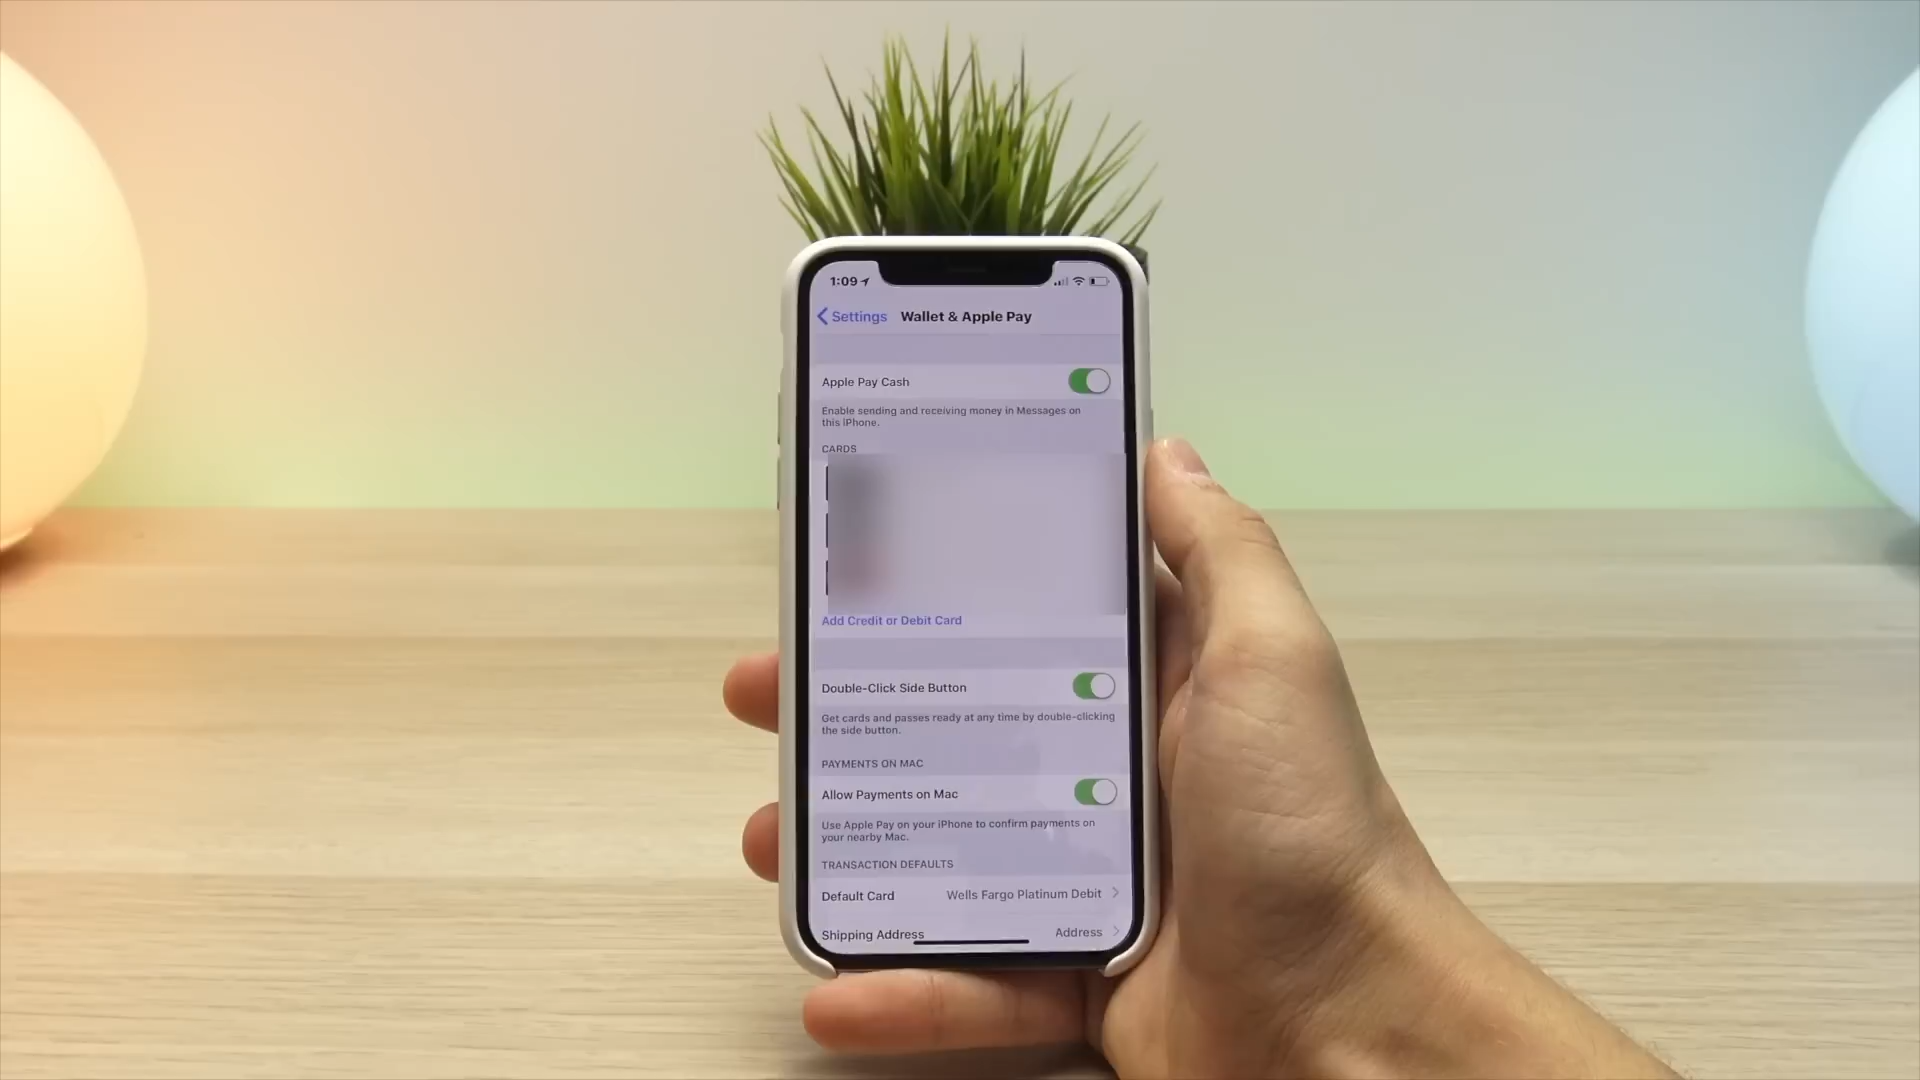 1:09
Settings Wallet & Apple Pay
Apple Pay Cash
Enable sending and receiving money in Messages on
this iPhone.
CARDS
Add Credit or Debit Card
Double-Click Side Button
Get cards and passes ready at any time by double-clicking
the side button.
PAYMENTS ON MAC
Allow Payments on Mac
Use Apple Pay on your iPhone to confirm payments on
your nearby Mac.
TRANSACTION DEFAULTS
Default Card Wells Fargo Platinum Debit
Shipping Address Address